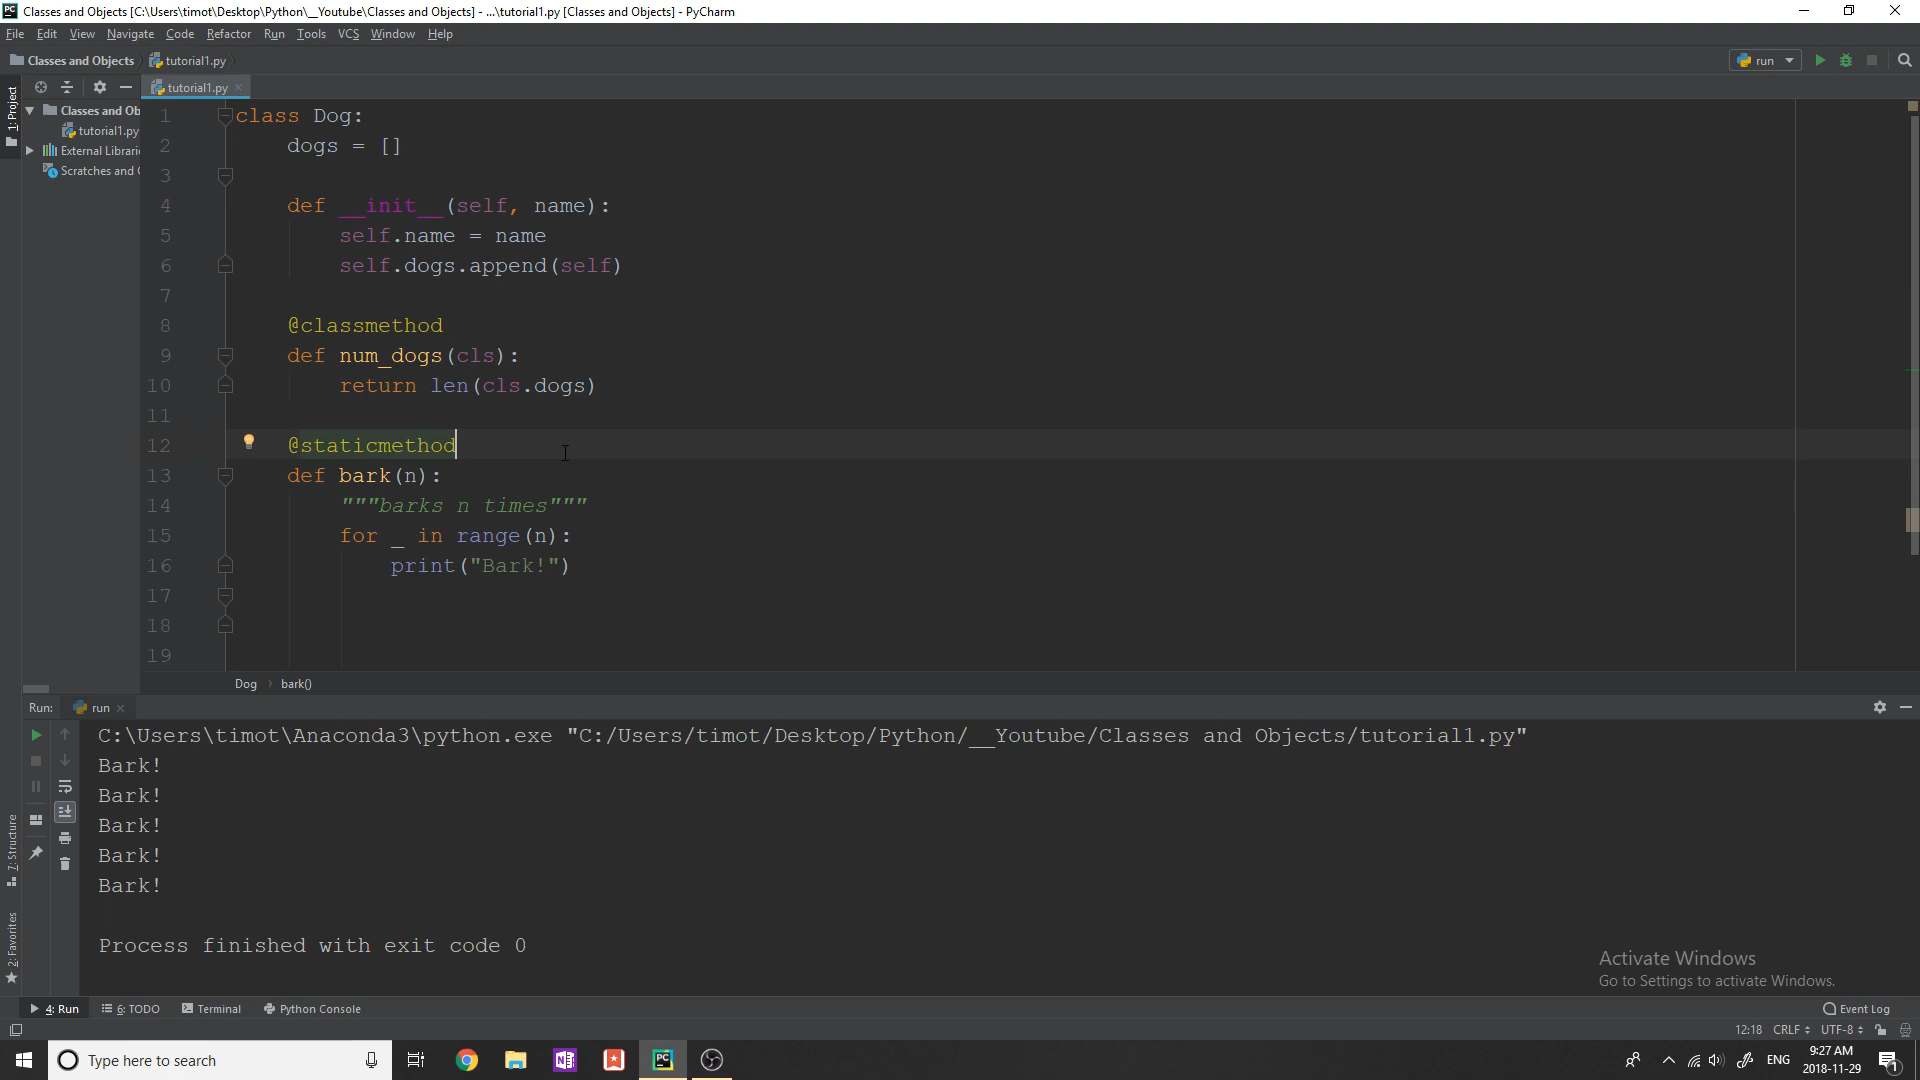 Classes and Objects [C:\Users\timot\Desktop\Python\__Youtube\Classes and Objects] - ...\tutorial1.py [Classes and Objects] - PyCharm
File Edit View Navigate Code Refactor Run Tools VCS Window Help
Classes and Objects tutorial1.py run
1: Project
tutorial1.py
Classes and Ob
tutorial1.py
External Librari
Scratches and
1 class Dog:
2 dogs = []
3
4 def __init__(self, name):
5 self.name = name
6 self.dogs.append(self)
7
8 @classmethod
9 def num_dogs(cls):
10 return len(cls.dogs)
11
12 @staticmethod
13 def bark(n):
14 """barks n times"""
15 for _ in range(n):
16 print("Bark!")
17
18
19
Dog › bark()
Run: run
C:\Users\timot\Anaconda3\python.exe "C:/Users/timot/Desktop/Python/__Youtube/Classes and Objects/tutorial1.py"
Bark!
Bark!
Bark!
Bark!
Bark!
Process finished with exit code 0
7: Structure
2: Favorites
Activate Windows
Go to Settings to activate Windows.
4: Run 6: TODO Terminal Python Console Event Log
12:18 CRLF UTF-8
Type here to search
ENG
9:27 AM
2018-11-29
1